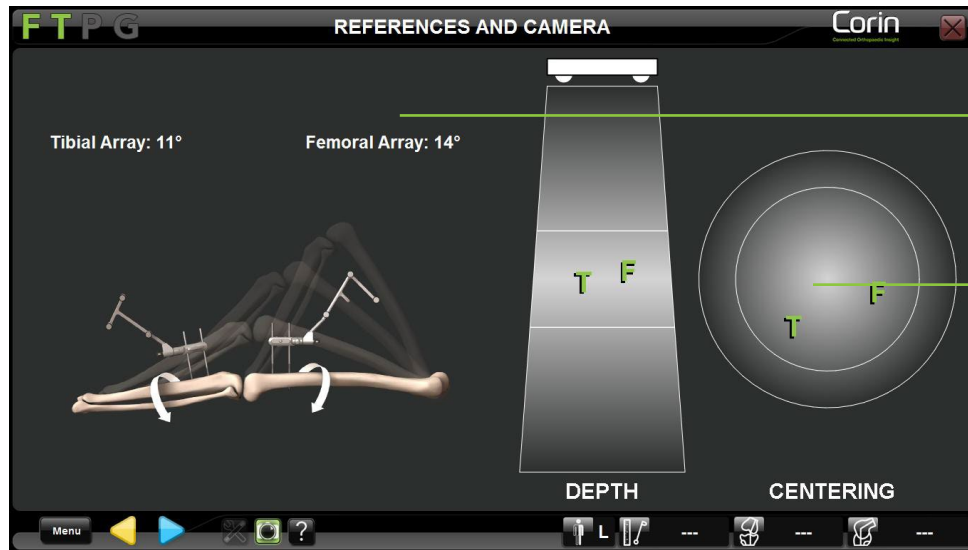 F T P G
REFERENCES AND CAMERA
Corin
Connected Orthopaedic Insight
Tibial Array: 11°
Femoral Array: 14°
T F
T F
DEPTH
CENTERING
Menu
?
L
---
---
---